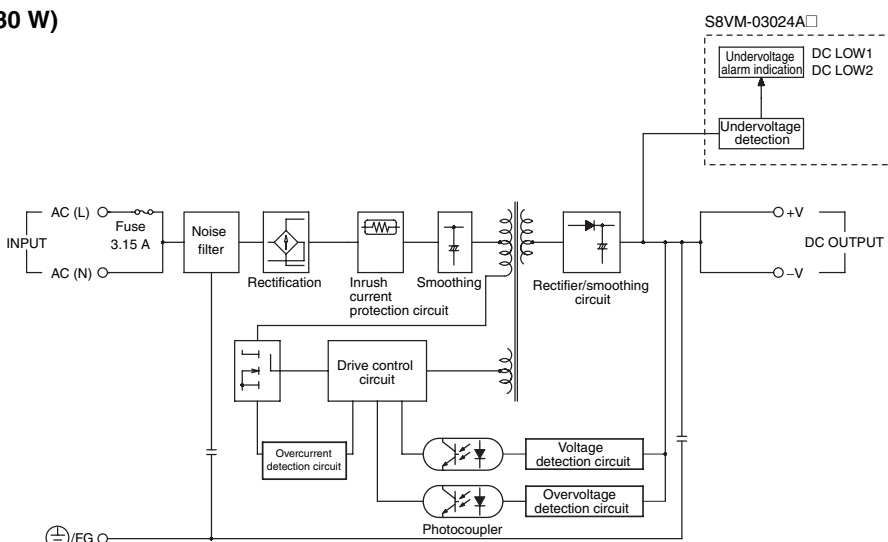 30 W)
S8VM-03024A□
Undervoltage
alarm indication
DC LOW1
DC LOW2
Undervoltage
detection
INPUT
AC (L)
Fuse
3.15 A
AC (N)
Noise
filter
Rectification
Inrush
current
protection circuit
Smoothing
Rectifier/smoothing
circuit
+V
DC OUTPUT
−V
Drive control
circuit
Overcurrent
detection circuit
Voltage
detection circuit
Overvoltage
detection circuit
Photocoupler
/FG